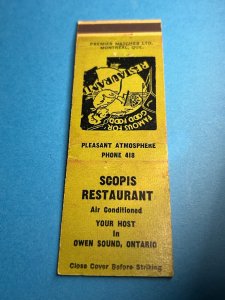 PREMIER MATCHES LTD.
MONTREAL, QUE.
RESTAURANT
FAMOUS FOR
GOOD FOOD
PLEASANT ATMOSPHERE
PHONE 418
SCOPIS
RESTAURANT
Air Conditioned
YOUR HOST
in
OWEN SOUND, ONTARIO
Close Cover Before Striking